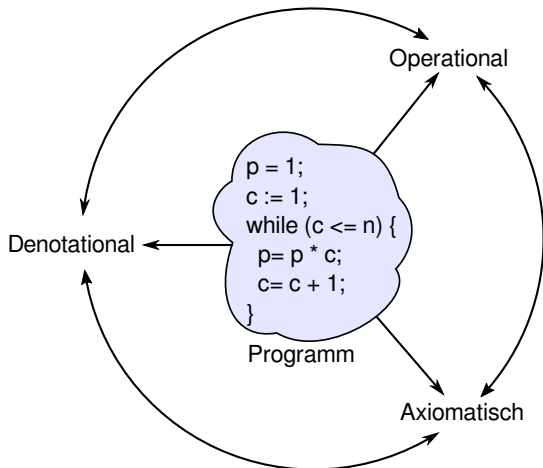 Operational
p = 1;
c := 1;
while (c <= n) {
p= p * c;
c= c + 1;
}
Denotational
Programm
Axiomatisch